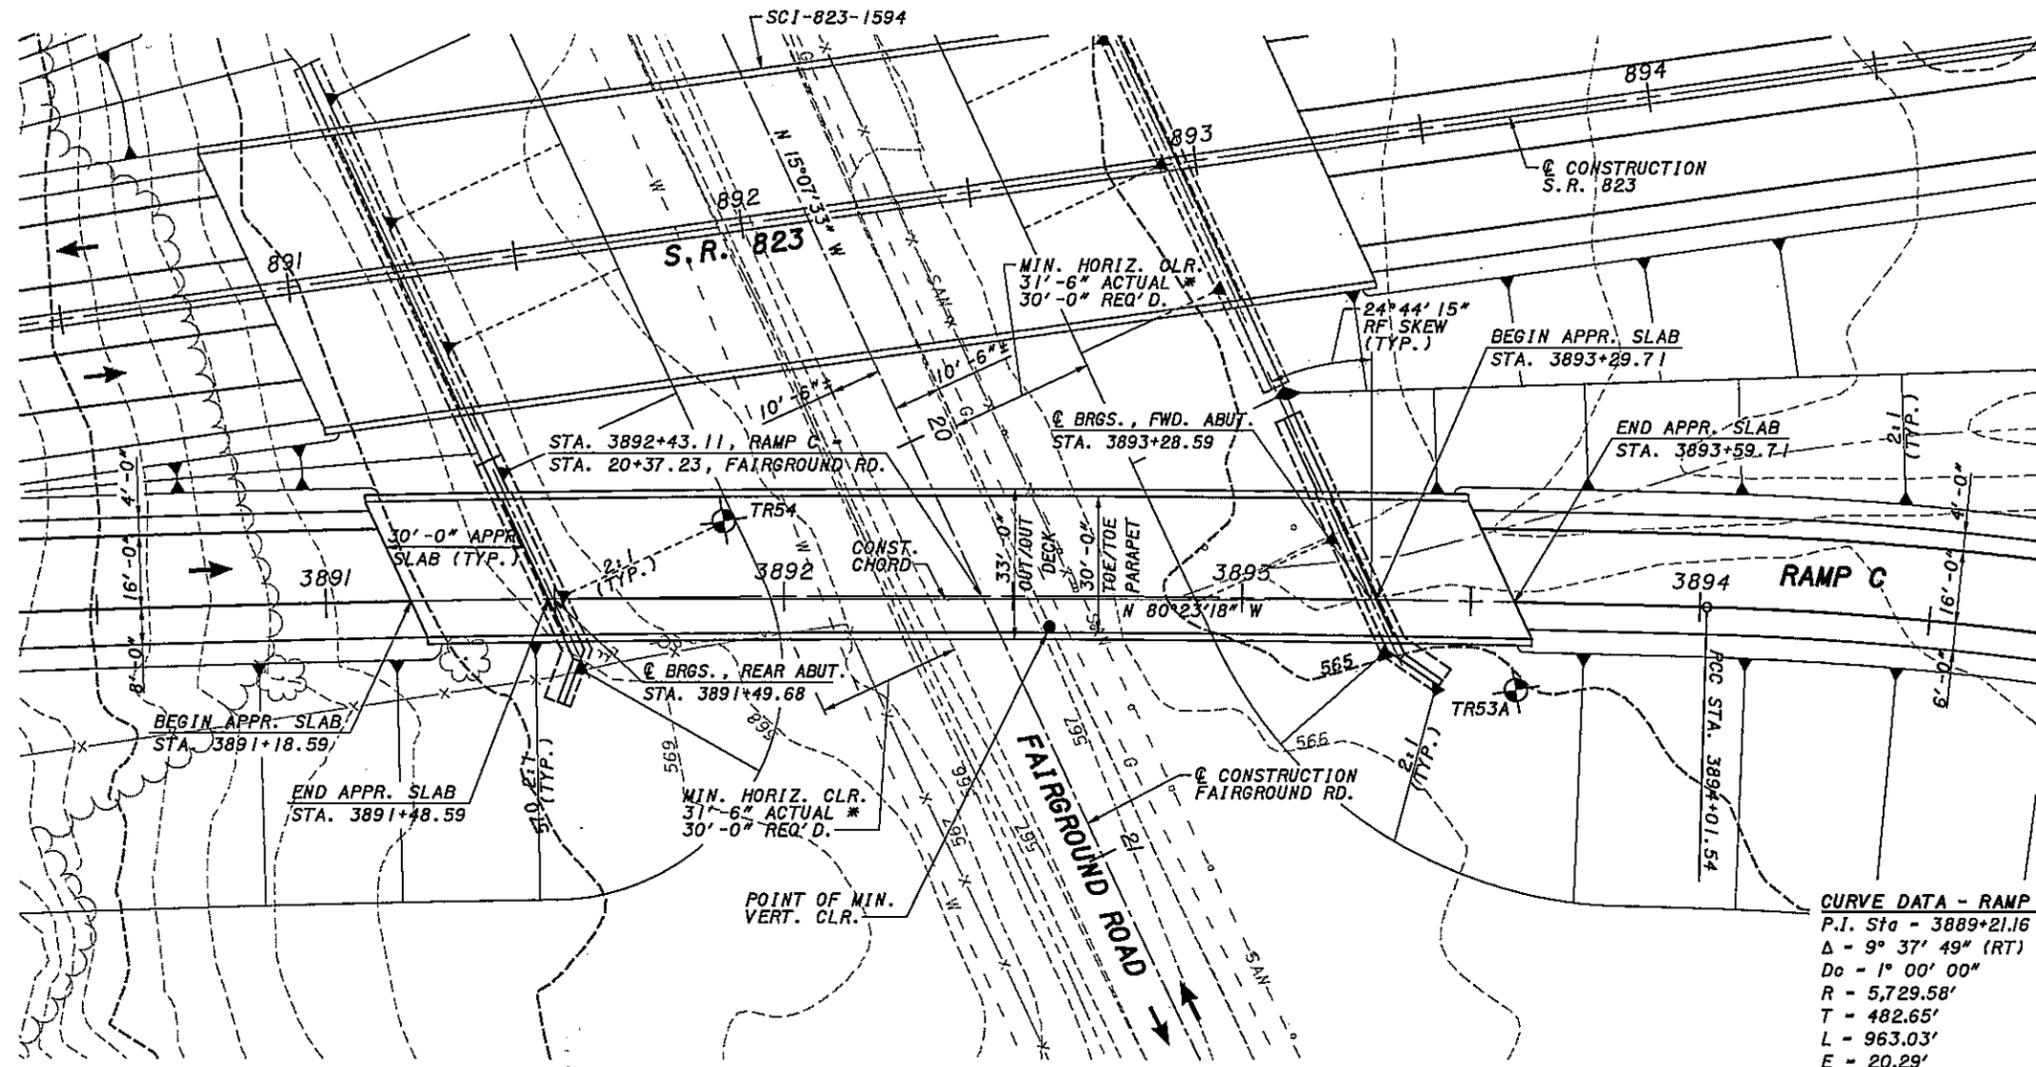 SCI-823-1594
894
893
℄ CONSTRUCTION
S.R. 823
N 15°07'33" W
G
W
892
S.R. 823
891
SAN
MIN. HORIZ. CLR.
31'-6" ACTUAL *
30'-0" REQ'D.
24°44'15"
RF SKEW
(TYP.)
BEGIN APPR. SLAB
STA. 3893+29.71
10'-6"*
10'-6"*
20
G
℄ BRGS., FWD. ABUT.
STA. 3893+28.59
END APPR. SLAB
STA. 3893+59.71
2:1
(TYP.)
STA. 3892+43.11, RAMP C =
STA. 20+37.23, FAIRGROUND RD.
4'-0"
16'-0"
8'-0"
30'-0" APPR.
SLAB (TYP.)
TR54
W
CONST.
CHORD
33'-0"
OUT/OUT
DECK
30'-0"
TOE/TOE
PARAPET
2:1
(TYP.)
3891
3892
3893
3894
RAMP C
4'-0"
16'-0"
6'-0"
N 80°23'18" W
565
℄ BRGS., REAR ABUT.
STA. 3891+49.68
TR53A
BEGIN APPR. SLAB
STA. 3891+18.59
568
569
567
566
FAIRGROUND ROAD
G
2:1
(TYP.)
PCC STA. 3894+01.54
END APPR. SLAB
STA. 3891+48.59
570
2:1
(TYP.)
MIN. HORIZ. CLR.
31'-6" ACTUAL *
30'-0" REQ'D.
566
567
567
℄ CONSTRUCTION
FAIRGROUND RD.
21
POINT OF MIN.
VERT. CLR.
W
SAN
CURVE DATA - RAMP
P.I. Sta - 3889+21.16
Δ - 9° 37' 49" (RT)
Dc - 1° 00' 00"
R - 5,729.58'
T - 482.65'
L - 963.03'
E - 20.29'